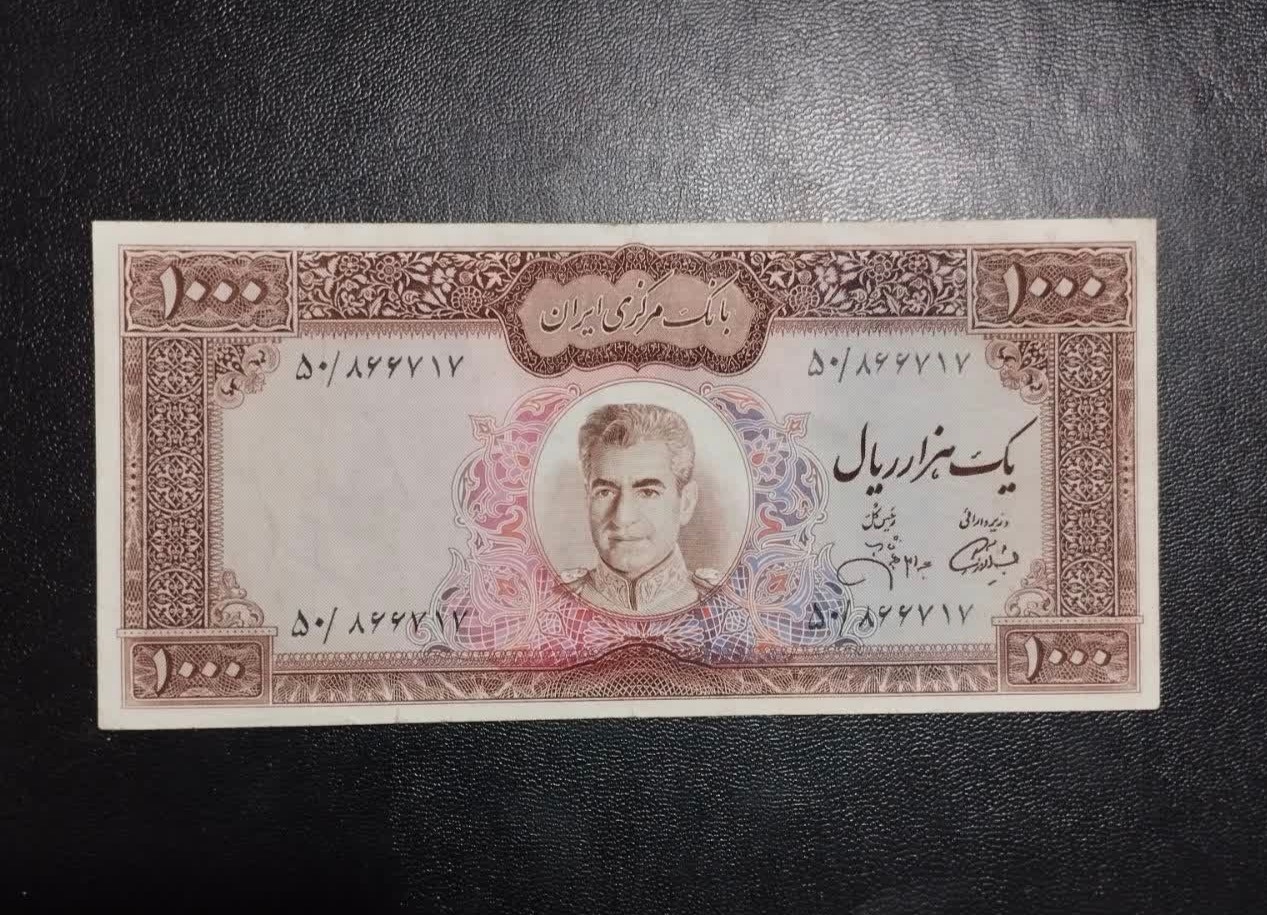 ۱۰۰۰ ۱۰۰۰
بانک مرکزی ایران
۵۰/۸۶۶۷۱۷ ۵۰/۸۶۶۷۱۷
یک هزار ریال
وزیر دارائی رئیس کل
۵۰/۸۶۶۷۱۷ ۵۰/۸۶۶۷۱۷
۱۰۰۰ ۱۰۰۰